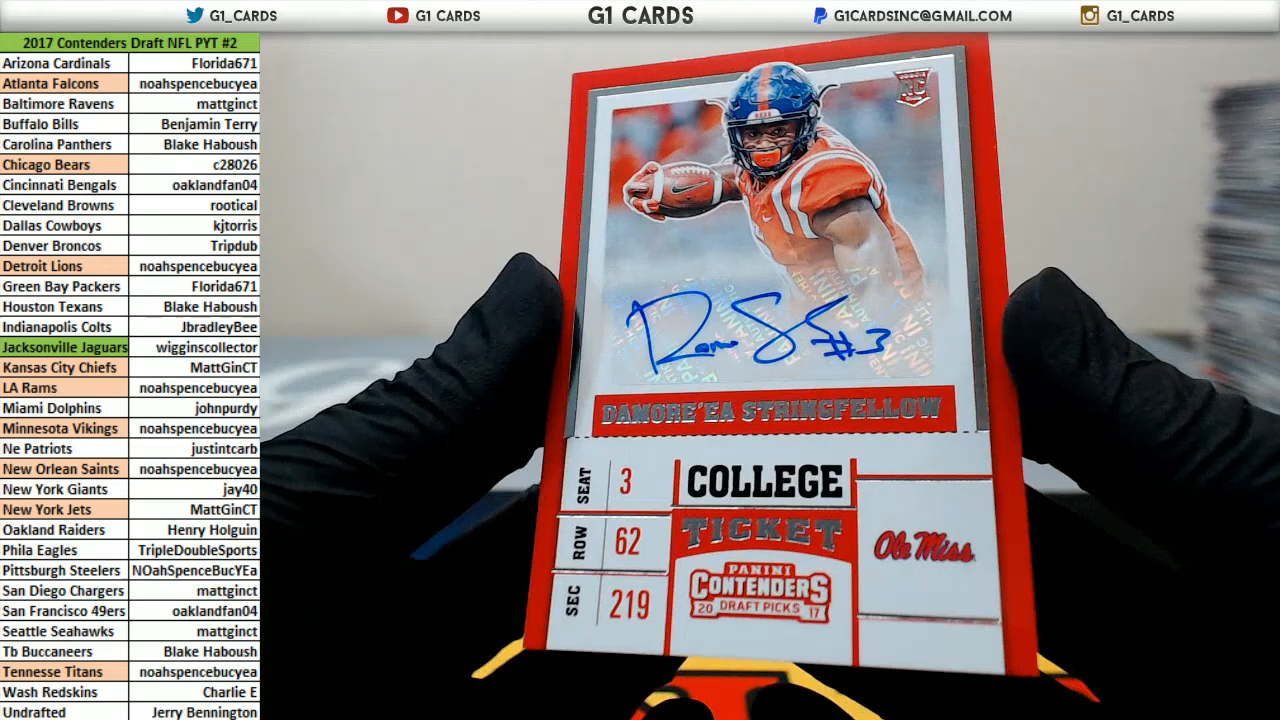 G1_CARDS
G1 CARDS
G1 CARDS
G1CARDSINC@GMAIL.COM
G1_CARDS
2017 Contenders Draft NFL PYT #2
Arizona Cardinals Florida671
Atlanta Falcons noahspencebucyea
Baltimore Ravens mattginct
Buffalo Bills Benjamin Terry
Carolina Panthers Blake Haboush
Chicago Bears c28026
Cincinnati Bengals oaklandfan04
Cleveland Browns rootical
Dallas Cowboys kjtorris
Denver Broncos Tripdub
Detroit Lions noahspencebucyea
Green Bay Packers Florida671
Houston Texans Blake Haboush
Indianapolis Colts JbradleyBee
Jacksonville Jaguars wigginscollector
Kansas City Chiefs MattGinCT
LA Rams noahspencebucyea
Miami Dolphins johnpurdy
Minnesota Vikings noahspencebucyea
Ne Patriots justintcarb
New Orlean Saints noahspencebucyea
New York Giants jay40
New York Jets MattGinCT
Oakland Raiders Henry Holguin
Phila Eagles TripleDoubleSports
Pittsburgh Steelers NOahSpenceBucYEa
San Diego Chargers mattginct
San Francisco 49ers oaklandfan04
Seattle Seahawks mattginct
Tb Buccaneers Blake Haboush
Tennesse Titans noahspencebucyea
Wash Redskins Charlie E
Undrafted Jerry Bennington
RC
#3
DAMORE'EA STRINGFELLOW
SEAT 3
ROW 62
SEC 219
COLLEGE
TICKET
PANINI
CONTENDERS
20 DRAFT PICKS 17
Ole Miss